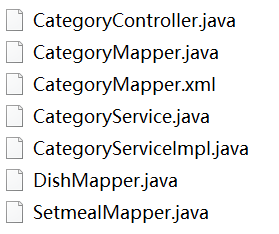 CategoryController.java
CategoryMapper.java
CategoryMapper.xml
CategoryService.java
CategoryServiceImpl.java
DishMapper.java
SetmealMapper.java